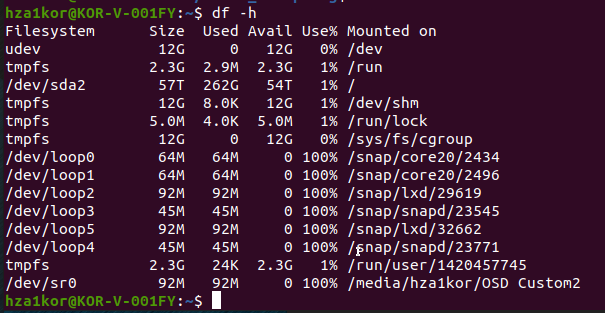 hza1kor@KOR-V-001FY:~$ df -h
Filesystem      Size  Used Avail Use% Mounted on
udev             12G     0   12G   0% /dev
tmpfs           2.3G  2.9M  2.3G   1% /run
/dev/sda2        57T  262G   54T   1% /
tmpfs            12G  8.0K   12G   1% /dev/shm
tmpfs           5.0M  4.0K  5.0M   1% /run/lock
tmpfs            12G     0   12G   0% /sys/fs/cgroup
/dev/loop0       64M   64M     0 100% /snap/core20/2434
/dev/loop1       64M   64M     0 100% /snap/core20/2496
/dev/loop2       92M   92M     0 100% /snap/lxd/29619
/dev/loop3       45M   45M     0 100% /snap/snapd/23545
/dev/loop5       92M   92M     0 100% /snap/lxd/32662
/dev/loop4       45M   45M     0 100% /snap/snapd/23771
tmpfs           2.3G   24K  2.3G   1% /run/user/1420457745
/dev/sr0         92M   92M     0 100% /media/hza1kor/OSD Custom2
hza1kor@KOR-V-001FY:~$